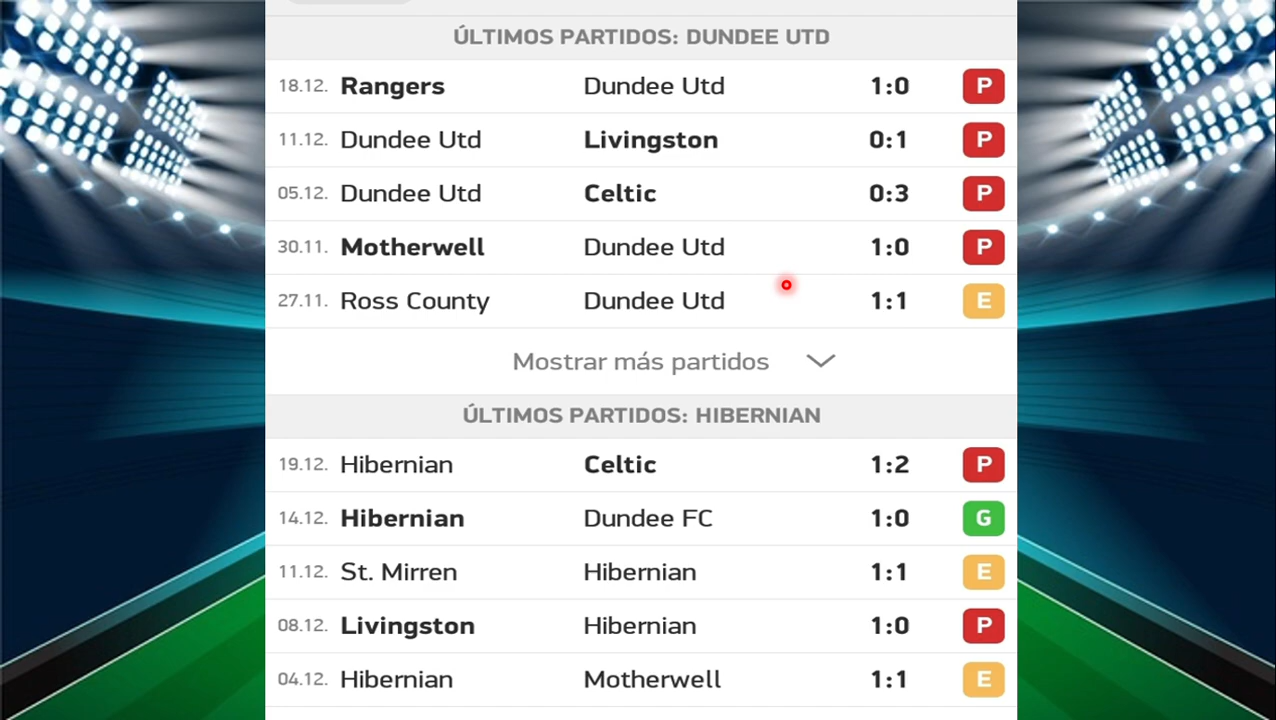 ÚLTIMOS PARTIDOS: DUNDEE UTD
18.12. Rangers Dundee Utd 1:0 P
11.12. Dundee Utd Livingston 0:1 P
05.12. Dundee Utd Celtic 0:3 P
30.11. Motherwell Dundee Utd 1:0 P
27.11. Ross County Dundee Utd 1:1 E
Mostrar más partidos
ÚLTIMOS PARTIDOS: HIBERNIAN
19.12. Hibernian Celtic 1:2 P
14.12. Hibernian Dundee FC 1:0 G
11.12. St. Mirren Hibernian 1:1 E
08.12. Livingston Hibernian 1:0 P
04.12. Hibernian Motherwell 1:1 E